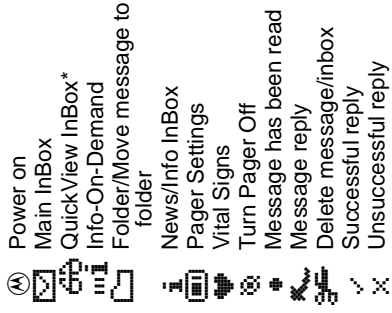 Power on
Main InBox
QuickView InBox*
Info-On-Demand
Folder/Move message to
folder
News/Info InBox
Pager Settings
Vital Signs
Turn Pager Off
Message has been read
Message reply
Delete message/inbox
Successful reply
Unsuccessful reply